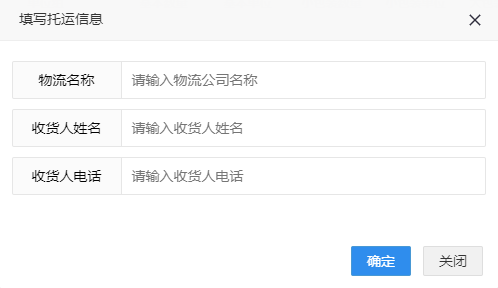 填写托运信息
物流名称 请输入物流公司名称
收货人姓名 请输入收货人姓名
收货人电话 请输入收货人电话
确定 关闭